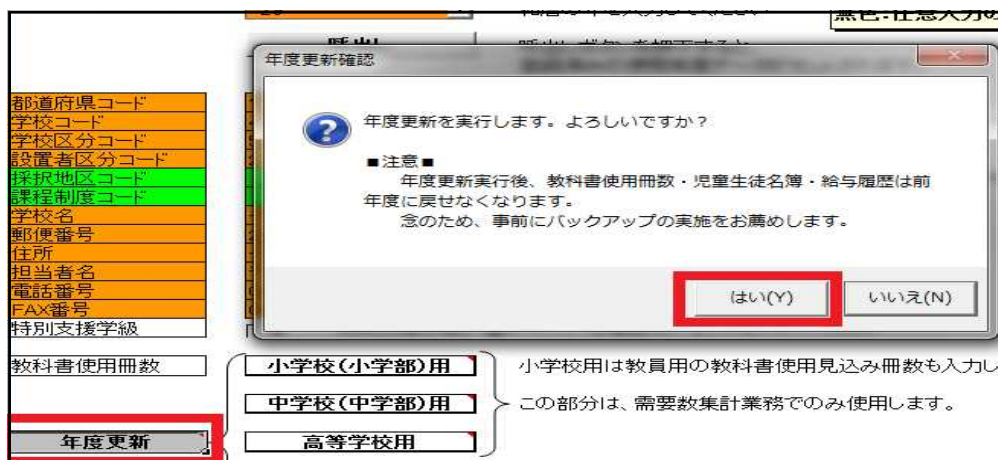 無色:任意入力の
年度更新確認
年度更新を実行します。よろしいですか?
■注意■
年度更新実行後、教科書使用冊数・児童生徒名簿・給与履歴は前
年度に戻せなくなります。
念のため、事前にバックアップの実施をお薦めします。
はい(Y)
いいえ(N)
都道府県コード
学校コード
学校区分コード
設置者区分コード
採択地区コード
課程制度コード
学校名
郵便番号
住所
担当者名
電話番号
FAX番号
特別支援学級
教科書使用冊数
小学校(小学部)用
小学校用は教員用の教科書使用見込み冊数も入力し
中学校(中学部)用
この部分は、需要数集計業務でのみ使用します。
年度更新
高等学校用